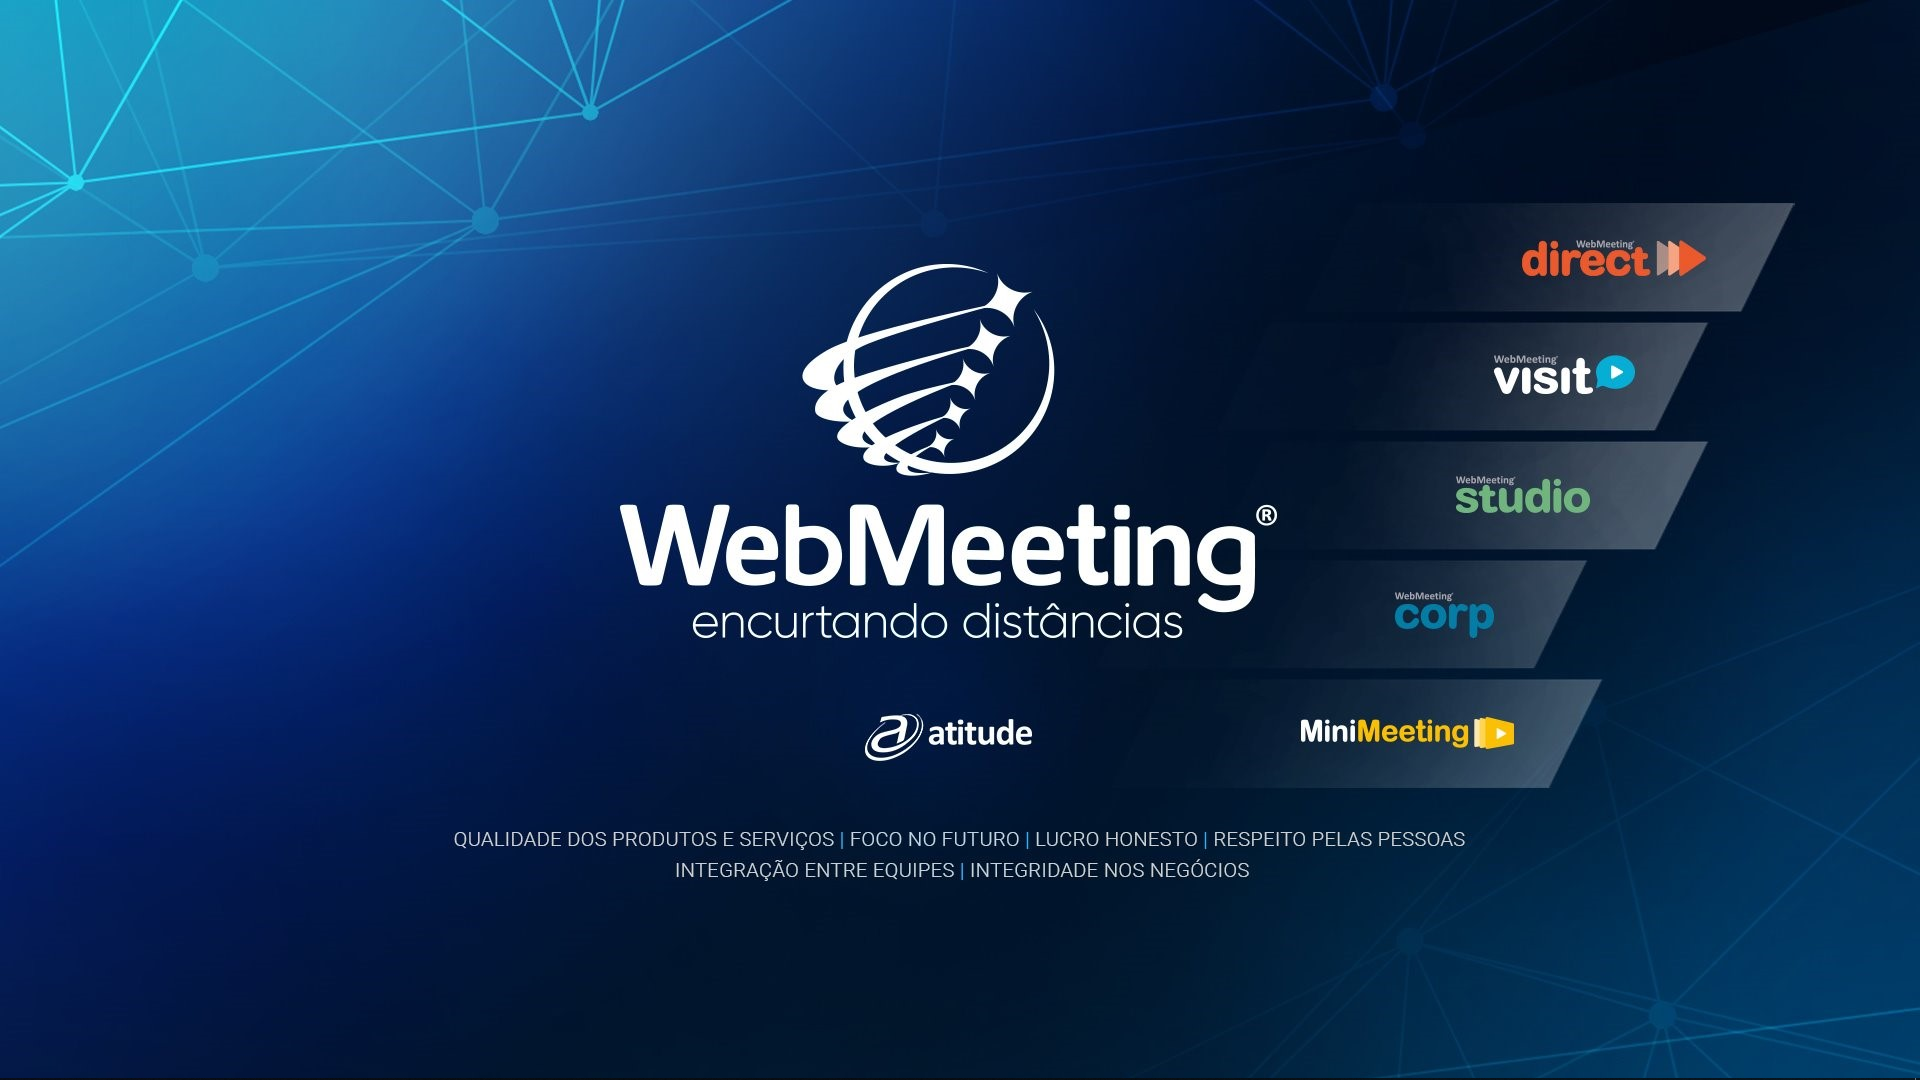 WebMeeting®
encurtando distâncias
atitude
WebMeeting
direct
WebMeeting
visit
WebMeeting
studio
WebMeeting
corp
MiniMeeting
QUALIDADE DOS PRODUTOS E SERVIÇOS | FOCO NO FUTURO | LUCRO HONESTO | RESPEITO PELAS PESSOAS
INTEGRAÇÃO ENTRE EQUIPES | INTEGRIDADE NOS NEGÓCIOS